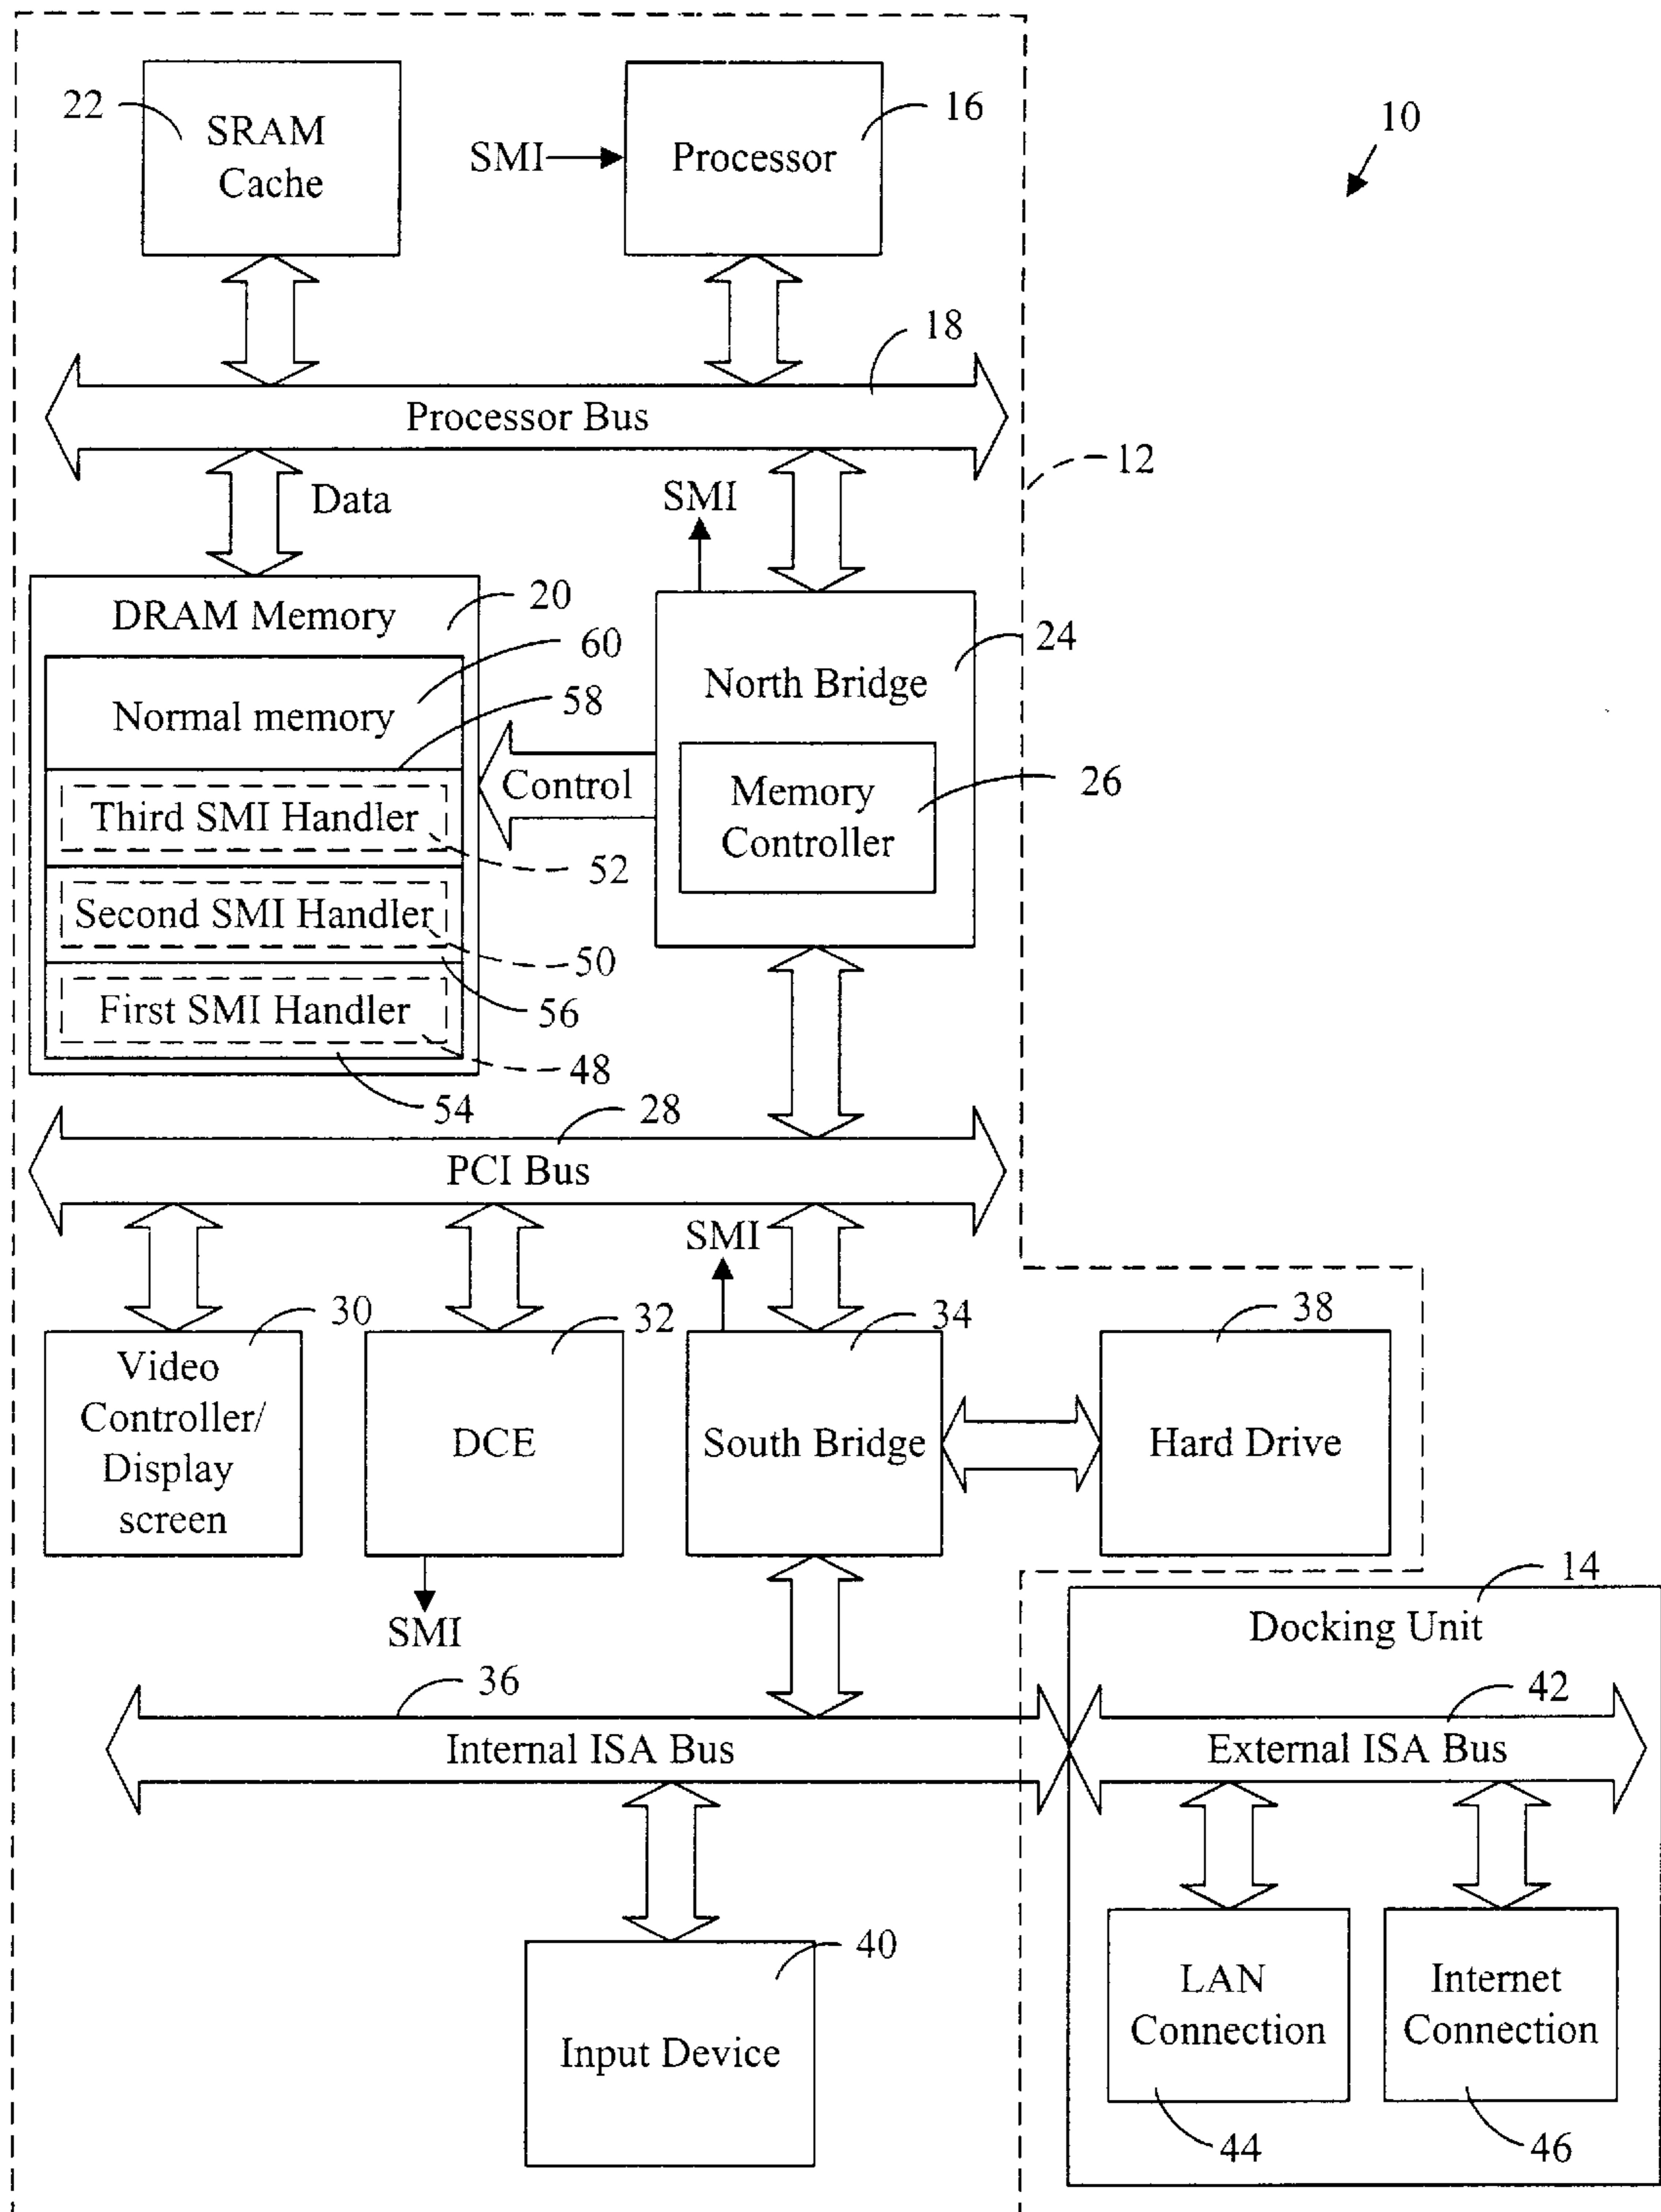 22
SRAM
Cache
SMI
Processor
16
10
18
Processor Bus
12
Data
SMI
DRAM Memory
20
Normal memory
60
58
Third SMI Handler
52
Second SMI Handler
50
56
First SMI Handler
48
54
Control
North Bridge
24
Memory
Controller
26
28
PCI Bus
SMI
30
Video
Controller/
Display
screen
32
DCE
SMI
34
South Bridge
38
Hard Drive
14
Docking Unit
36
Internal ISA Bus
42
External ISA Bus
40
Input Device
LAN
Connection
44
Internet
Connection
46